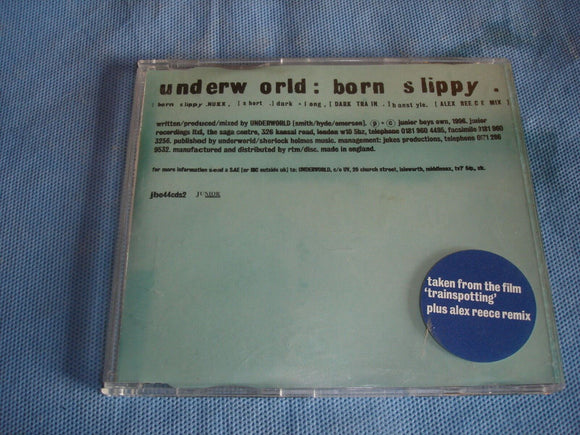 underw orld: born slippy .
[ born slippy .NUXX. [ short . ] dark + long. [ DARK TRAIN . ] banstyle. [ ALEX REECE MIX ]
written/produced/mixed by UNDERWORLD [smith/hyde/emerson]. (p) + (c) junior boys own, 1996. junior
recordings ltd, the saga centre, 326 kensal road, london w10 5bz, telephone 0181 960 4495, facsimile 0181 960
3256. published by underworld/sherlock holmes music. management: jukes productions, telephone 0171 286
9532. manufactured and distributed by rtm/disc. made in england.
for more information send a SAE [or IRC outside uk] to: UNDERWORLD, c/o UV, 26 church street, isleworth, middlesex, tw7 6bp, uk.
jbo44cds2 JUNIOR
taken from the film
'trainspotting'
plus alex reece remix